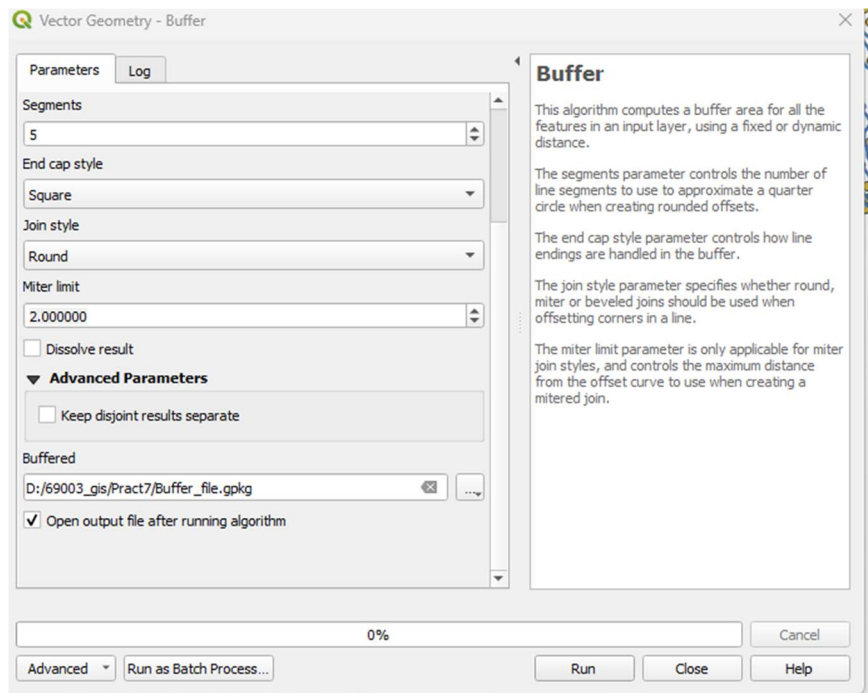 Vector Geometry - Buffer
Parameters
Log
Segments
5
End cap style
Square
Join style
Round
Miter limit
2.000000
Dissolve result
Advanced Parameters
Keep disjoint results separate
Buffered
D:/69003_gis/Pract7/Buffer_file.gpkg
...
Open output file after running algorithm
Buffer
This algorithm computes a buffer area for all the
features in an input layer, using a fixed or dynamic
distance.
The segments parameter controls the number of
line segments to use to approximate a quarter
circle when creating rounded offsets.
The end cap style parameter controls how line
endings are handled in the buffer.
The join style parameter specifies whether round,
miter or beveled joins should be used when
offsetting corners in a line.
The miter limit parameter is only applicable for miter
join styles, and controls the maximum distance
from the offset curve to use when creating a
mitered join.
0%
Cancel
Advanced
Run as Batch Process...
Run
Close
Help